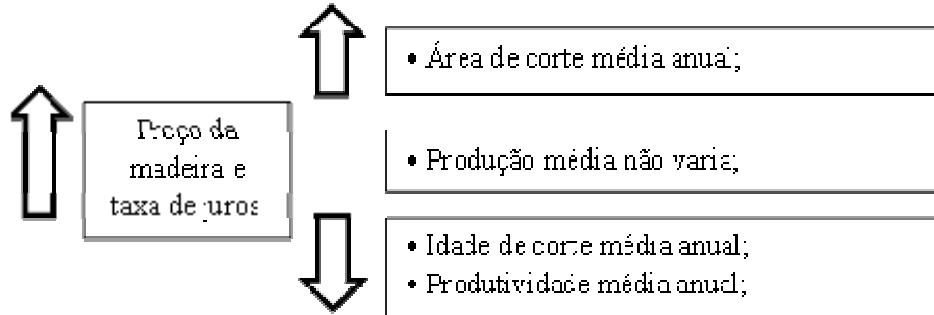 • Área de corte média anual;
Preço da
madeira e
taxa de juros
• Produção média não varia;
• Idade de corte média anual;
• Produtividade média anual;